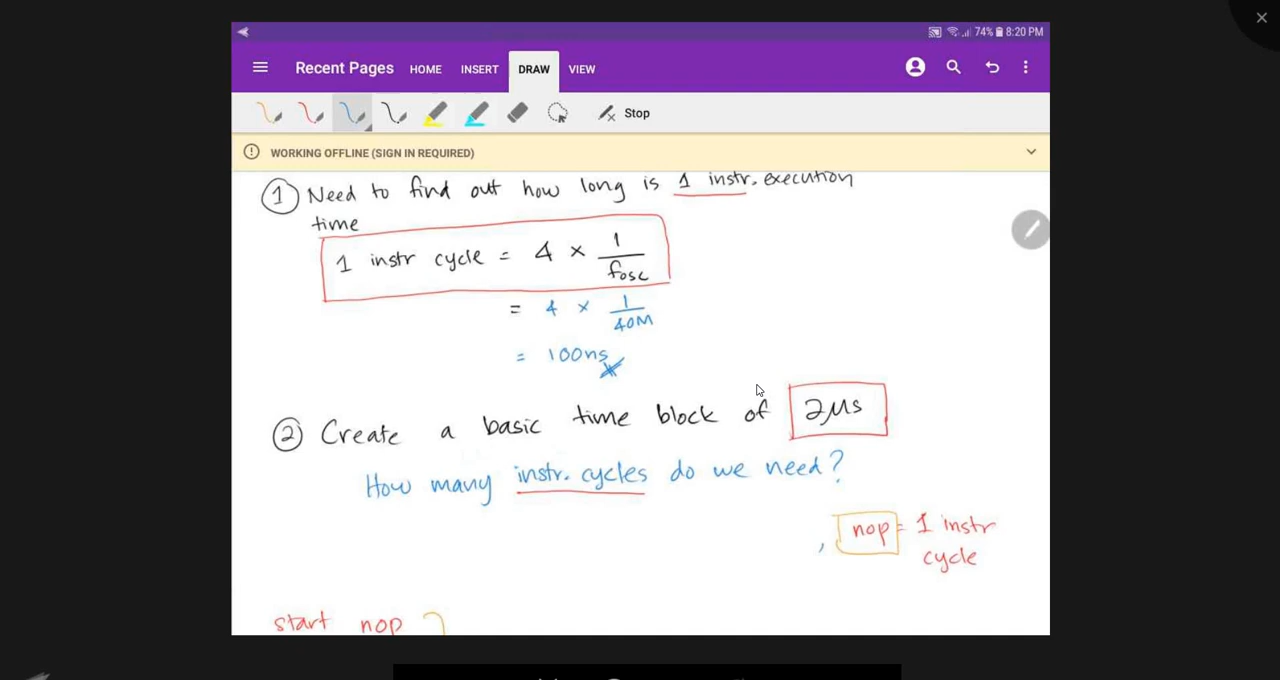 74% 8:20 PM
Recent Pages HOME INSERT DRAW VIEW
Stop
WORKING OFFLINE (SIGN IN REQUIRED)
① Need to find out how long is 1 instr. execution
time
1 instr cycle = 4 × 1/fosc
= 4 × 1/40M
= 100ns
② Create a basic time block of 2μs
How many instr. cycles do we need?
, nop = 1 instr
cycle
start nop